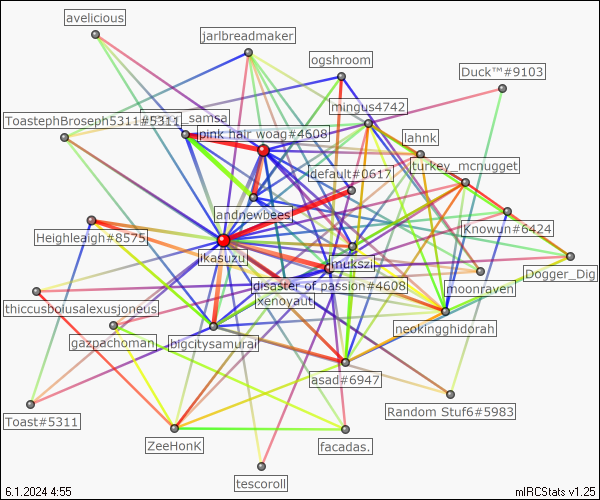 avelicious
jarlbreadmaker
ogshroom
Duck™#9103
mingus4742
ToastephBroseph5311#5311
_samsa
pink hair woag#4608
lahnk
turkey_mcnugget
default#0617
andnewbees
Knowun#6424
Heighleaigh#8575
ikasuzu
mukszi
Dogger_Dig
disaster of passion#4608
moonraven
xenoyaut
thiccusboiusalexusjoneus
neokingghidorah
gazpachoman
bigcitysamurai
asad#6947
Toast#5311
Random Stuf6#5983
ZeeHonK
facadas.
tescoroll
6.1.2024 4:55
mIRCStats v1.25